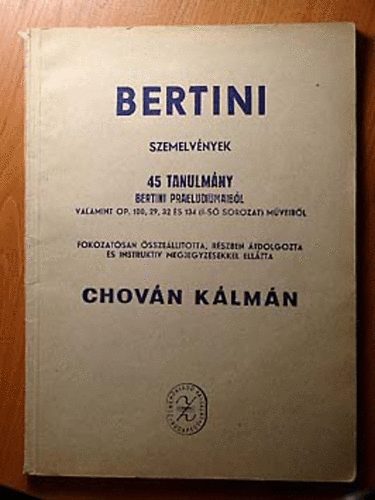 BERTINI
SZEMELVÉNYEK
45 TANULMÁNY
BERTINI PRAELUDIUMAIBÓL
VALAMINT OP. 100, 29, 32 ÉS 134 (I-SŐ SOROZAT) MŰVEIBŐL
FOKOZATOSAN ÖSSZEÁLLÍTOTTA, RÉSZBEN ÁTDOLGOZTA
ÉS INSTRUKTIV MEGJEGYZÉSEKKEL ELLÁTTA
CHOVÁN KÁLMÁN